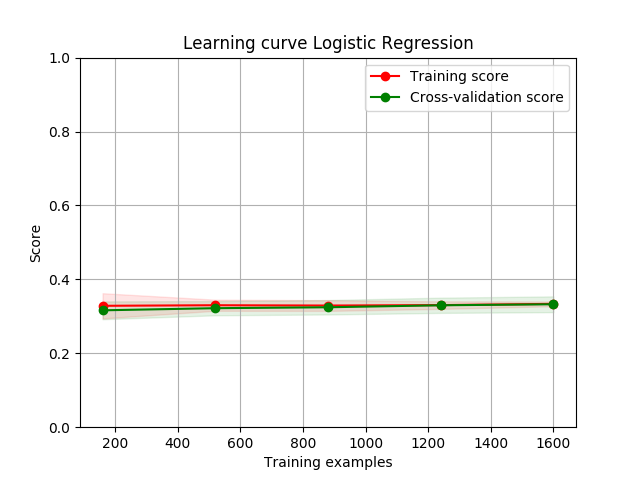 Learning curve Logistic Regression
Training score
Cross-validation score
1.0
0.8
0.6
0.4
0.2
0.0
Score
200 400 600 800 1000 1200 1400 1600
Training examples